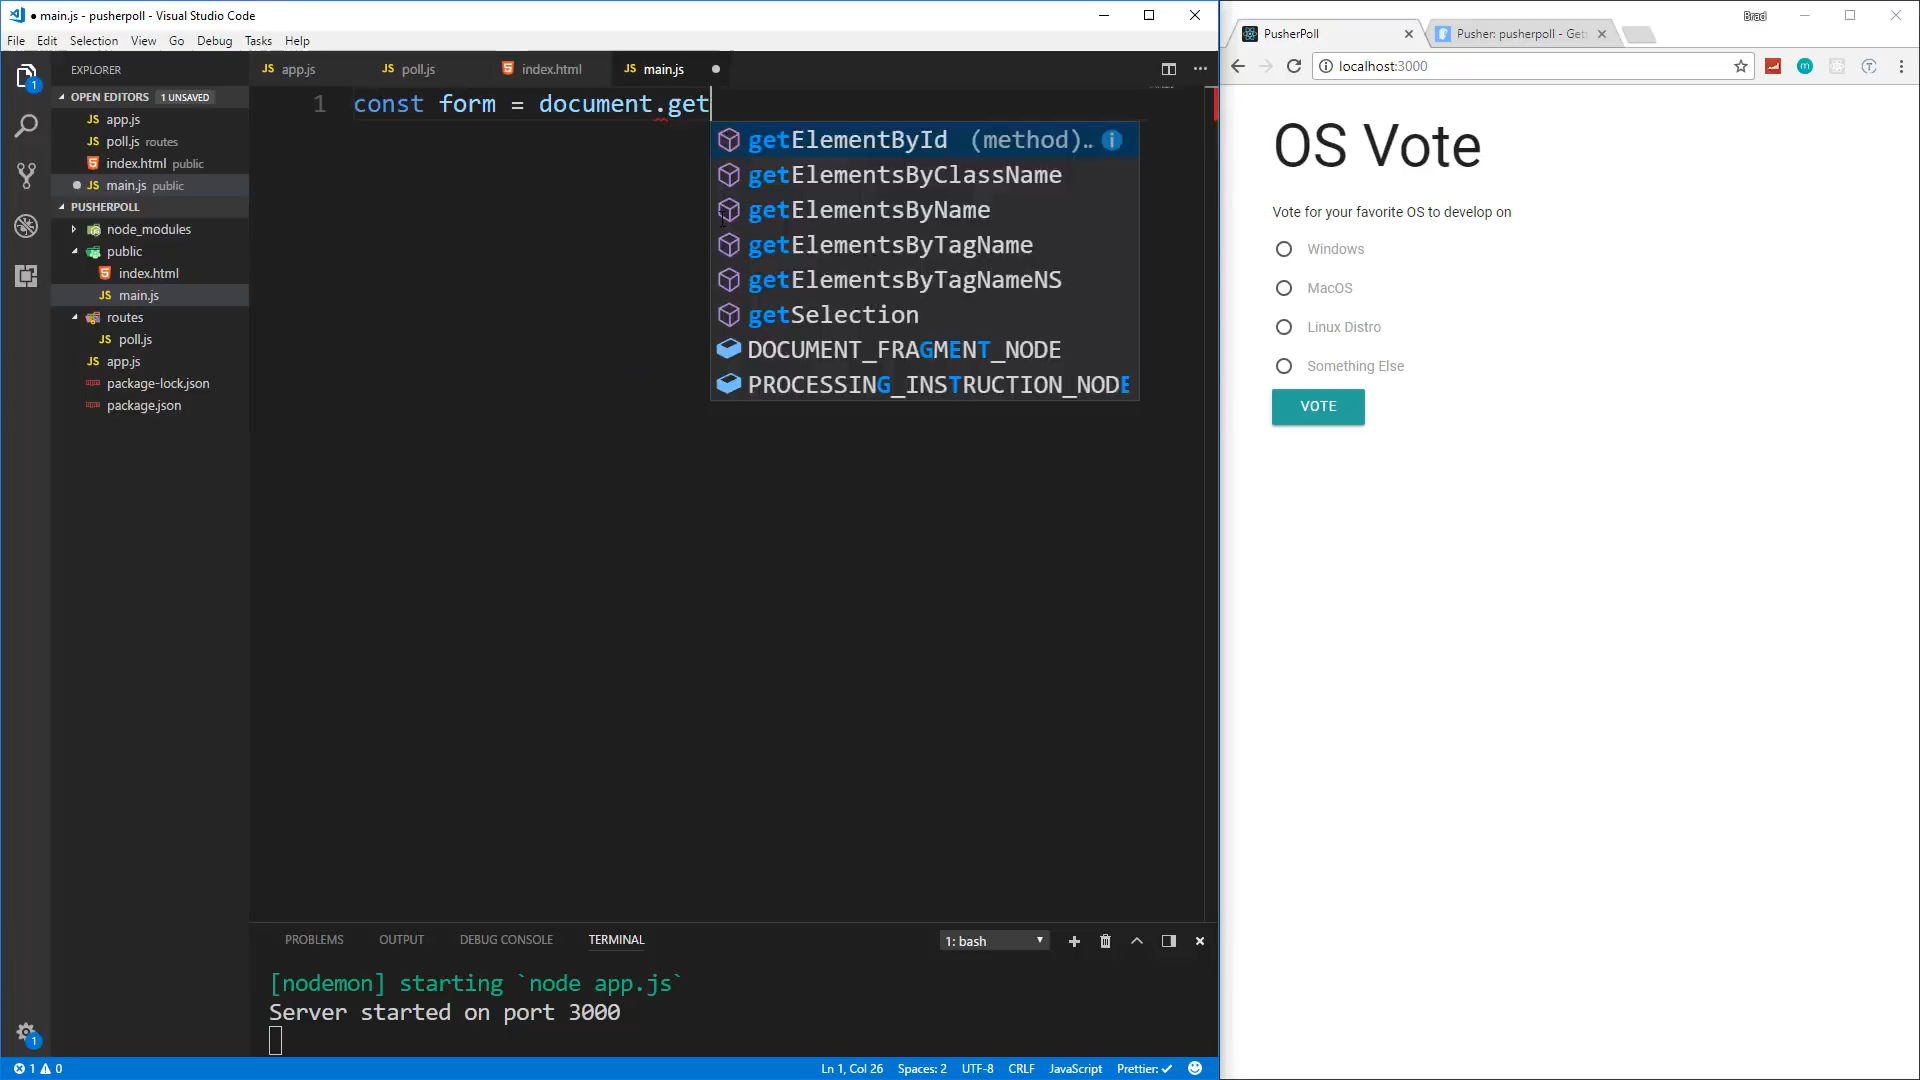 main.js - pusherpoll - Visual Studio Code
File Edit Selection View Go Debug Tasks Help
EXPLORER
OPEN EDITORS 1 UNSAVED
JS app.js
JS poll.js routes
index.html public
JS main.js public
PUSHERPOLL
node_modules
public
index.html
JS main.js
routes
JS poll.js
JS app.js
package-lock.json
package.json
1
1
JS app.js
JS poll.js
index.html
JS main.js
1 const form = document.get
getElementById (method)..
getElementsByClassName
getElementsByName
getElementsByTagName
getElementsByTagNameNS
getSelection
DOCUMENT_FRAGMENT_NODE
PROCESSING_INSTRUCTION_NODE
PROBLEMS OUTPUT DEBUG CONSOLE TERMINAL
1: bash
[nodemon] starting `node app.js`
Server started on port 3000
1 0
Ln 1, Col 26 Spaces: 2 UTF-8 CRLF JavaScript Prettier:
Brad
PusherPoll
Pusher: pusherpoll - Get
localhost:3000
OS Vote
Vote for your favorite OS to develop on
Windows
MacOS
Linux Distro
Something Else
VOTE